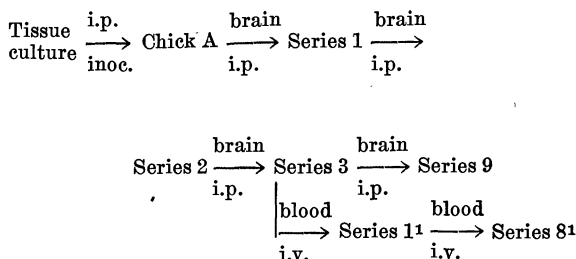 i.p. brain brain
Tissue culture ⟶ Chick A ⟶ Series 1 ⟶
inoc. i.p. i.p.
brain brain
Series 2 ⟶ Series 3 ⟶ Series 9
i.p. i.p.
blood blood
⟶ Series 1¹ ⟶ Series 8¹
i.v. i.v.